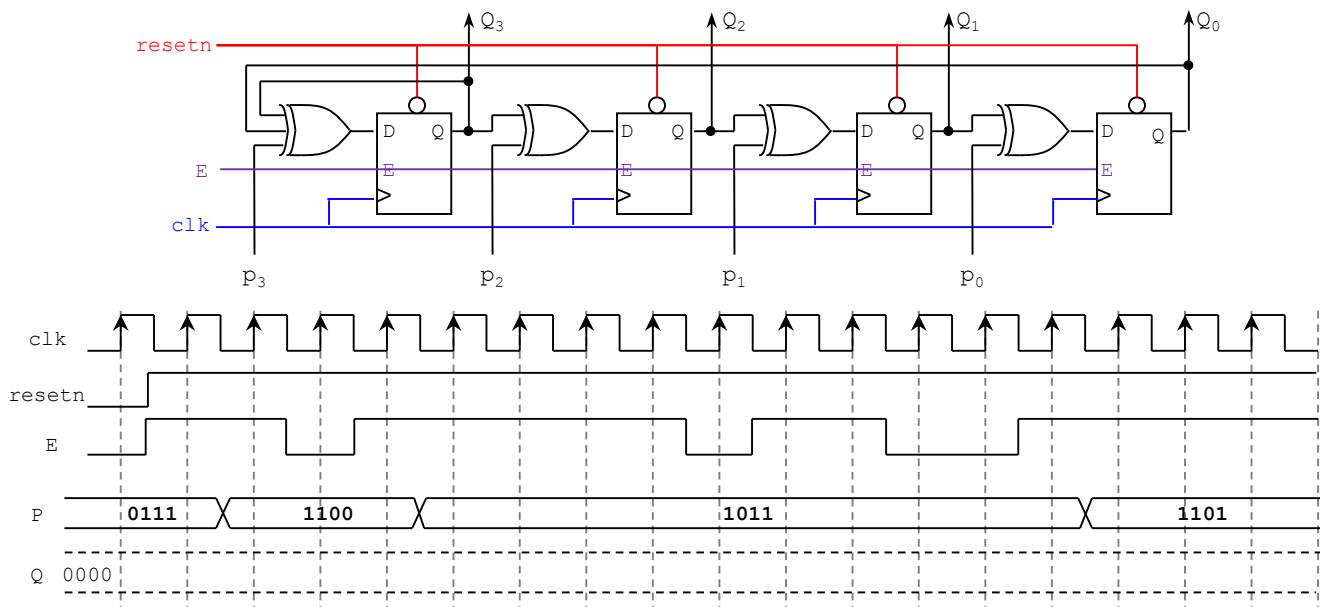 Q3 Q2 Q1 Q0
resetn
D Q D Q D Q D Q
E E E E E
clk
p3 p2 p1 p0
clk
resetn
E
P 0111 1100 1011 1101
Q 0000